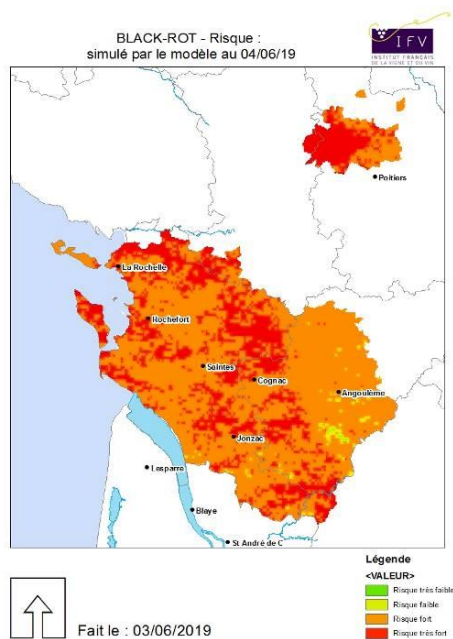 BLACK-ROT - Risque :
simulé par le modèle au 04/06/19
IFV
INSTITUT FRANÇAIS
DE LA VIGNE ET DU VIN
Poitiers
La Rochelle
Rochefort
Saintes
Cognac
Angoulème
Jonzac
Lesparre
Blaye
St André de C
Légende
<VALEUR>
Risque très faible
Risque faible
Risque fort
Risque très fort
Fait le : 03/06/2019